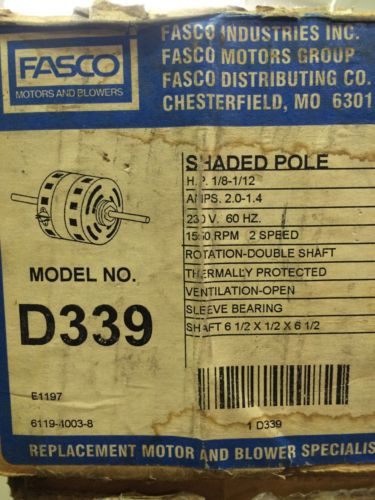 FASCO
MOTORS AND BLOWERS
FASCO INDUSTRIES INC.
FASCO MOTORS GROUP
FASCO DISTRIBUTING CO.
CHESTERFIELD, MO 6301
SHADED POLE
H.P. 1/8-1/12
AMPS. 2.0-1.4
230 V. 60 HZ.
1550 RPM 2 SPEED
ROTATION-DOUBLE SHAFT
THERMALLY PROTECTED
VENTILATION-OPEN
SLEEVE BEARING
SHAFT 6 1/2 X 1/2 X 6 1/2
MODEL NO.
D339
E1197
6119-4003-8
1 D339
REPLACEMENT MOTOR AND BLOWER SPECIALIS